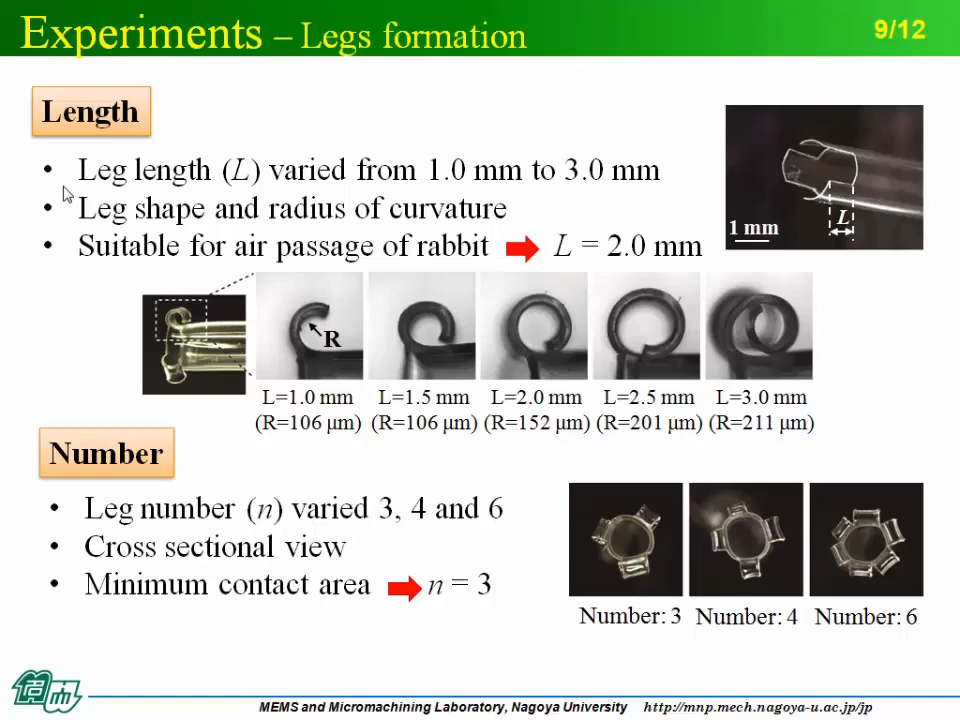 Experiments – Legs formation
9/12
Length
• Leg length (L) varied from 1.0 mm to 3.0 mm
• Leg shape and radius of curvature
• Suitable for air passage of rabbit L = 2.0 mm
L
1 mm
R
L=1.0 mm L=1.5 mm L=2.0 mm L=2.5 mm L=3.0 mm
(R=106 μm) (R=106 μm) (R=152 μm) (R=201 μm) (R=211 μm)
Number
• Leg number (n) varied 3, 4 and 6
• Cross sectional view
• Minimum contact area n = 3
Number: 3 Number: 4 Number: 6
MEMS and Micromachining Laboratory, Nagoya University http://mnp.mech.nagoya-u.ac.jp/jp